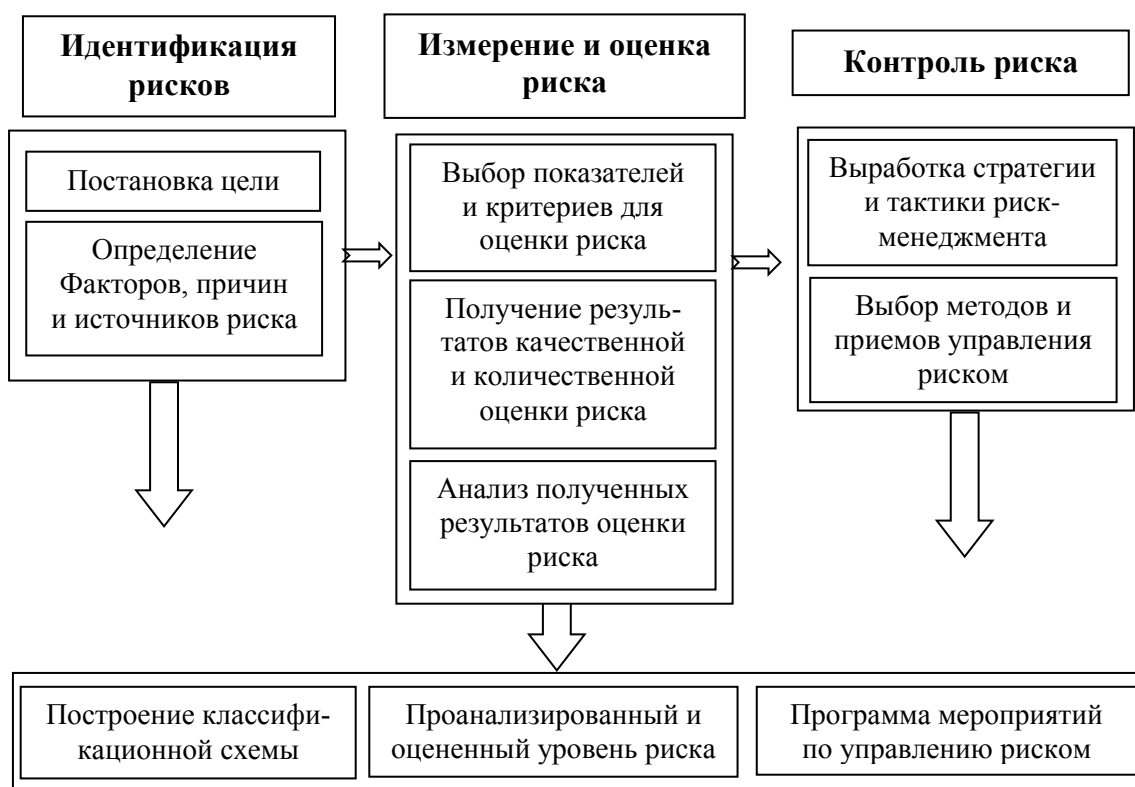 Идентификация
рисков
Измерение и оценка
риска
Контроль риска
Постановка цели
Определение
Факторов, причин
и источников риска
Выбор показателей
и критериев для
оценки риска
Получение резуль-
татов качественной
и количественной
оценки риска
Анализ полученных
результатов оценки
риска
Выработка стратегии
и тактики риск-
менеджмента
Выбор методов и
приемов управления
риском
Построение классифи-
кационной схемы
Проанализированный и
оцененный уровень риска
Программа мероприятий
по управлению риском